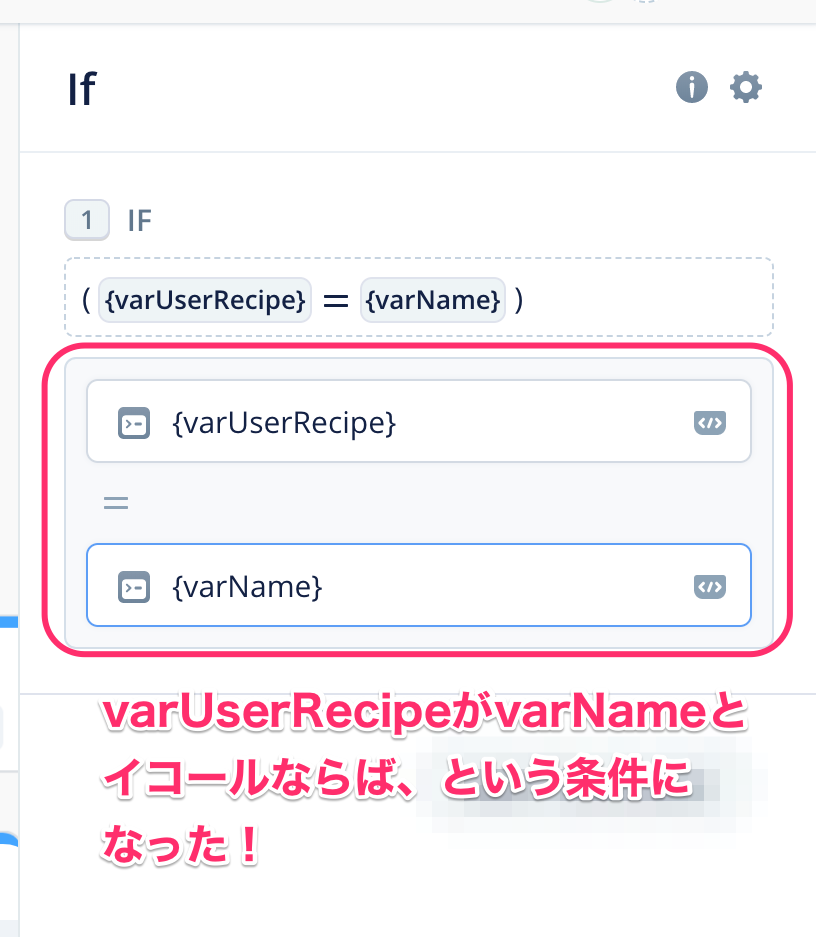 If
1 IF
( {varUserRecipe} = {varName} )
{varUserRecipe}
=
{varName}
varUserRecipeがvarNameと
イコールならば、という条件に
なった！